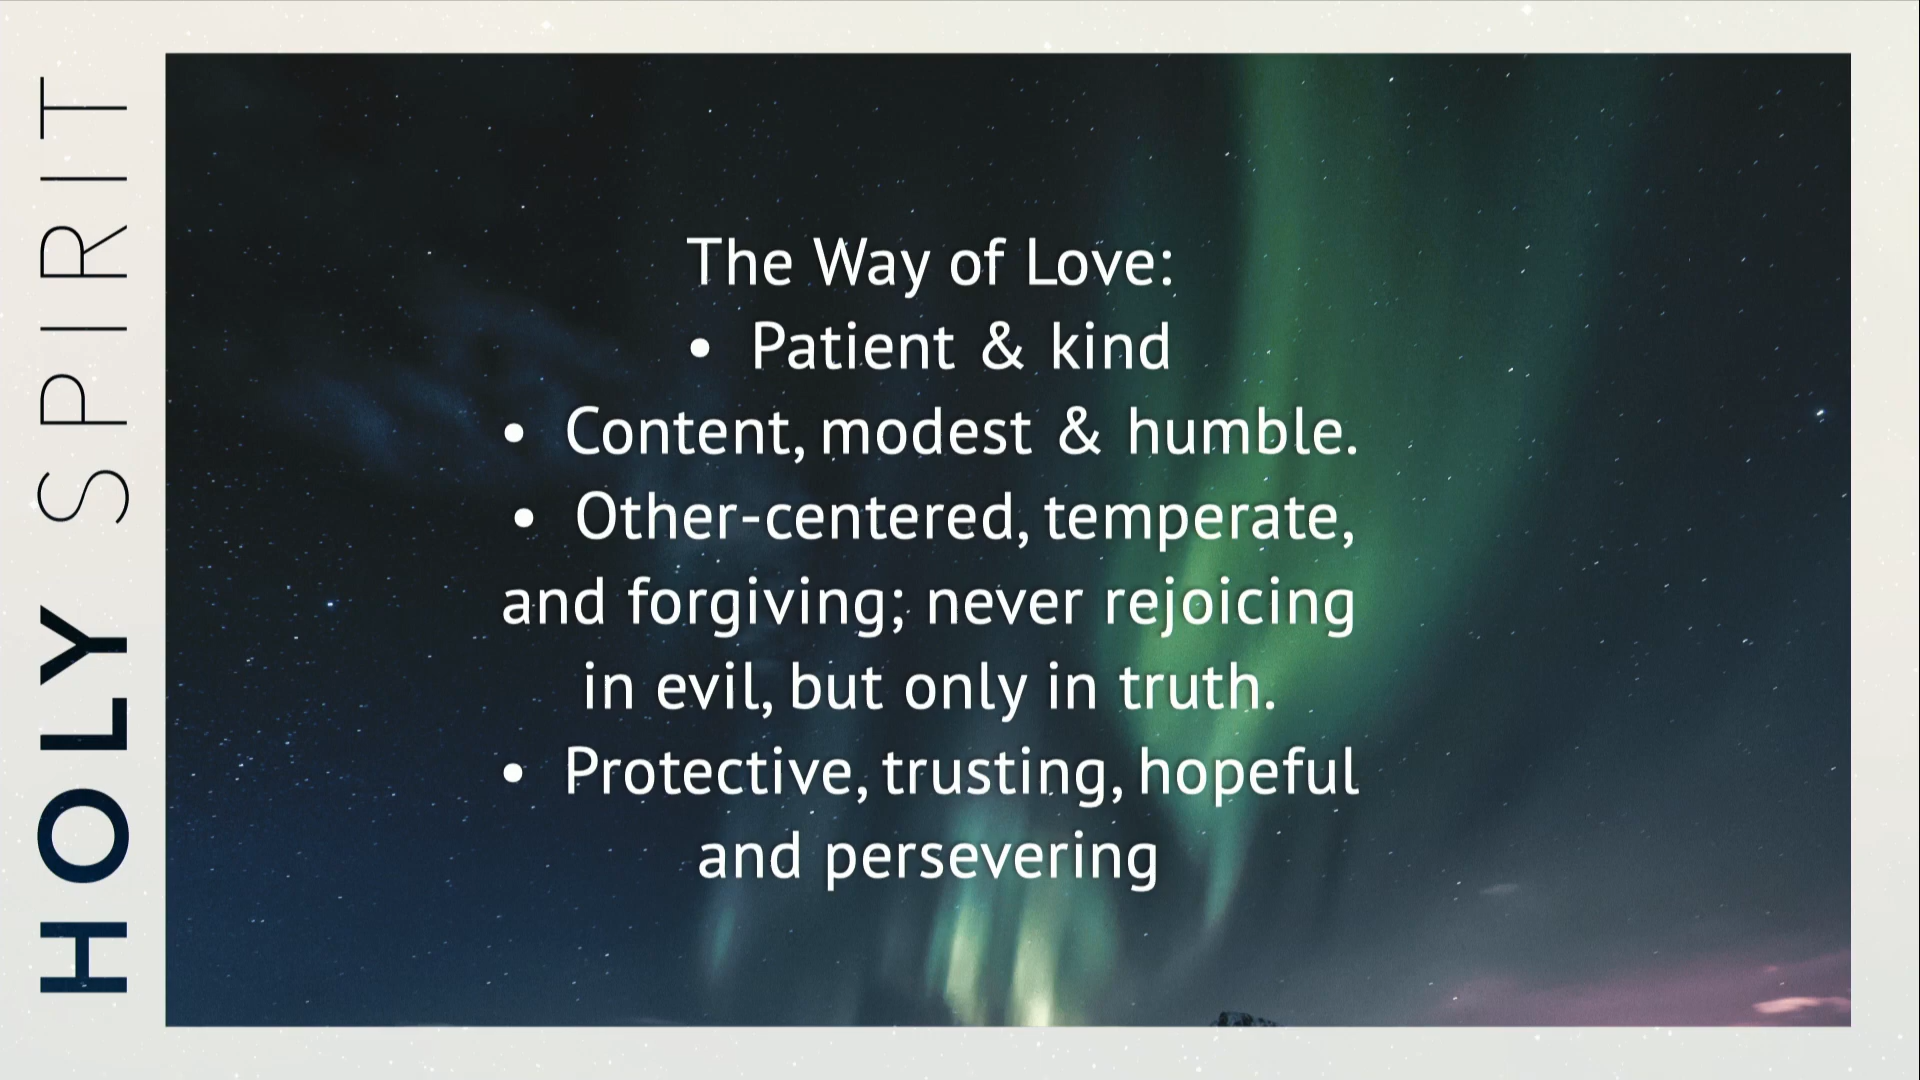 HOLY SPIRIT
The Way of Love:
• Patient & kind
• Content, modest & humble.
• Other-centered, temperate,
and forgiving; never rejoicing
in evil, but only in truth.
• Protective, trusting, hopeful
and persevering